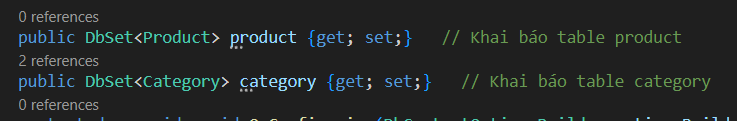 0 references
public DbSet<Product> product {get; set;} // Khai báo table product
2 references
public DbSet<Category> category {get; set;} // Khai báo table category
0 references